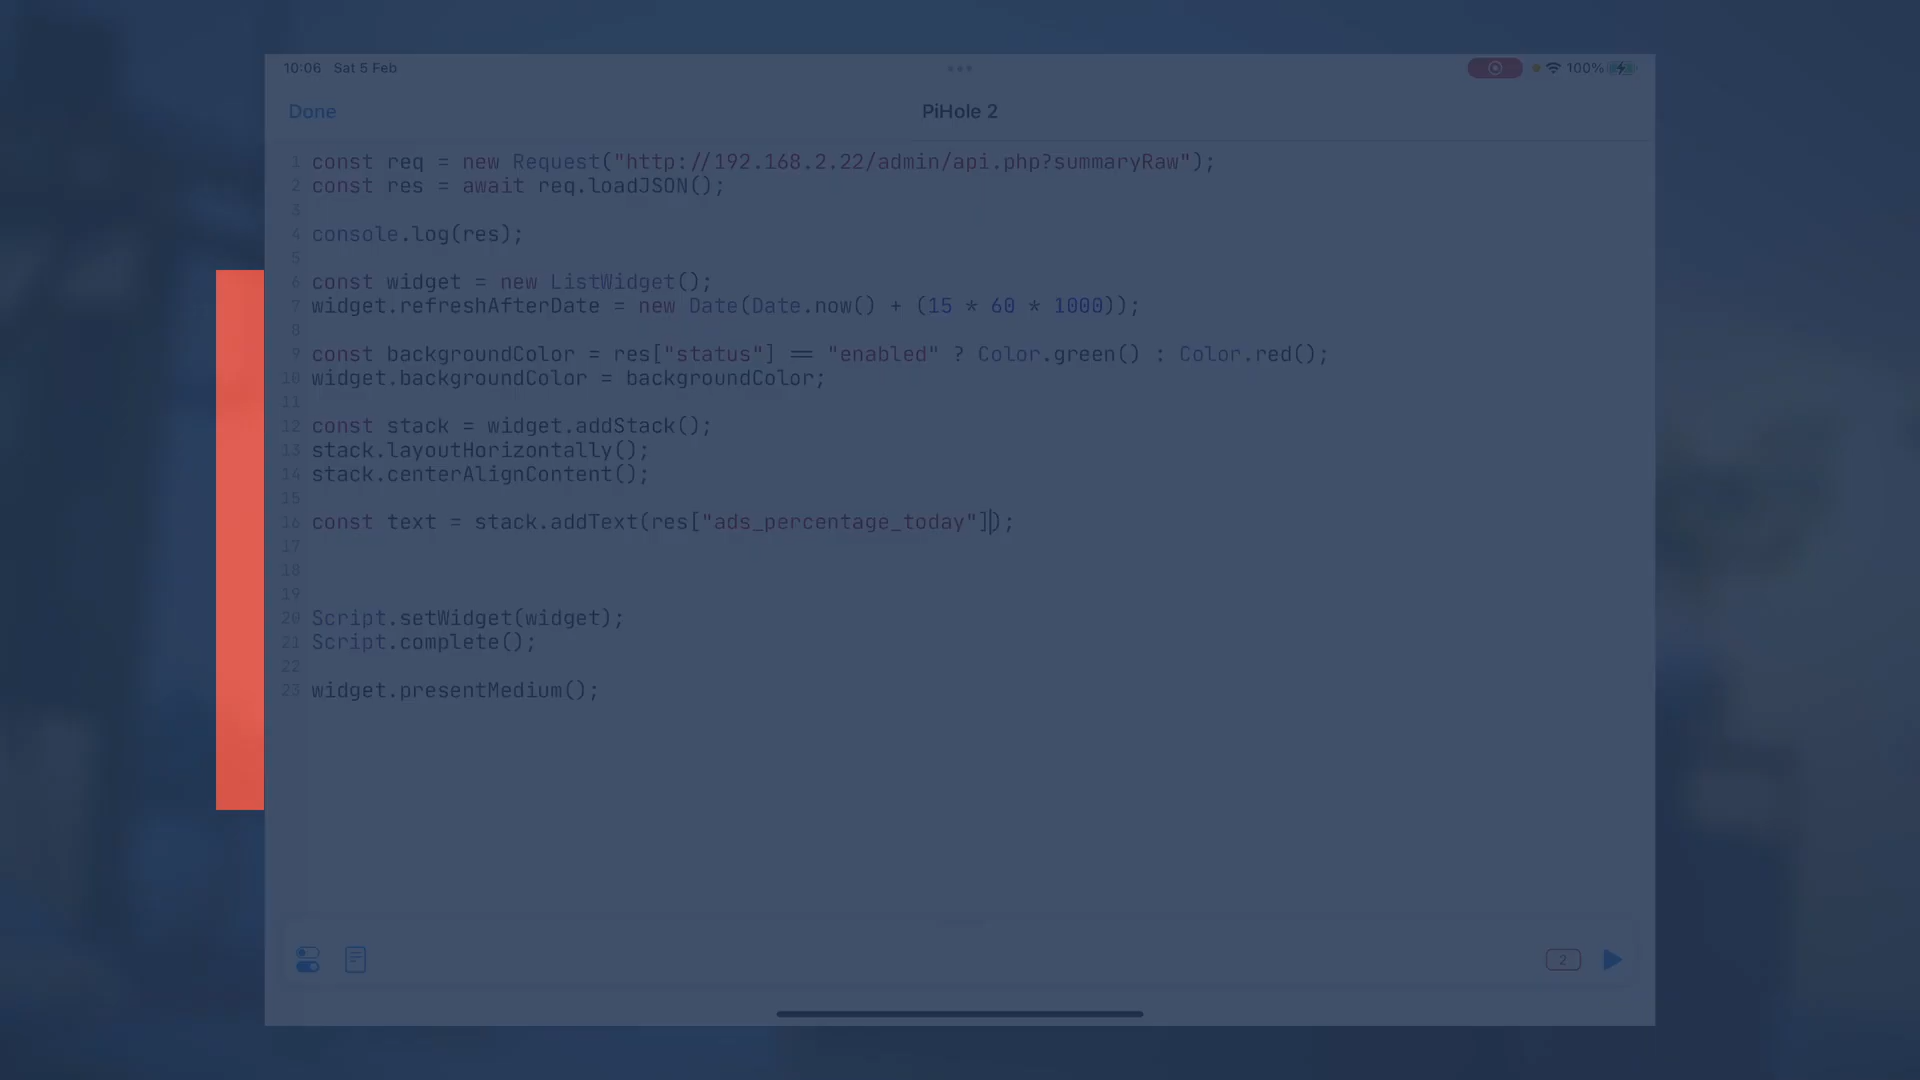 10:06 Sat 5 Feb
100%
Done
PiHole 2
1 const req = new Request("http://192.168.2.22/admin/api.php?summaryRaw");
2 const res = await req.loadJSON();
3
4 console.log(res);
5
6 const widget = new ListWidget();
7 widget.refreshAfterDate = new Date(Date.now() + (15 * 60 * 1000));
8
9 const backgroundColor = res["status"] == "enabled" ? Color.green() : Color.red();
10 widget.backgroundColor = backgroundColor;
11
12 const stack = widget.addStack();
13 stack.layoutHorizontally();
14 stack.centerAlignContent();
15
16 const text = stack.addText(res["ads_percentage_today"]);
17
18
19
20 Script.setWidget(widget);
21 Script.complete();
22
23 widget.presentMedium();
2